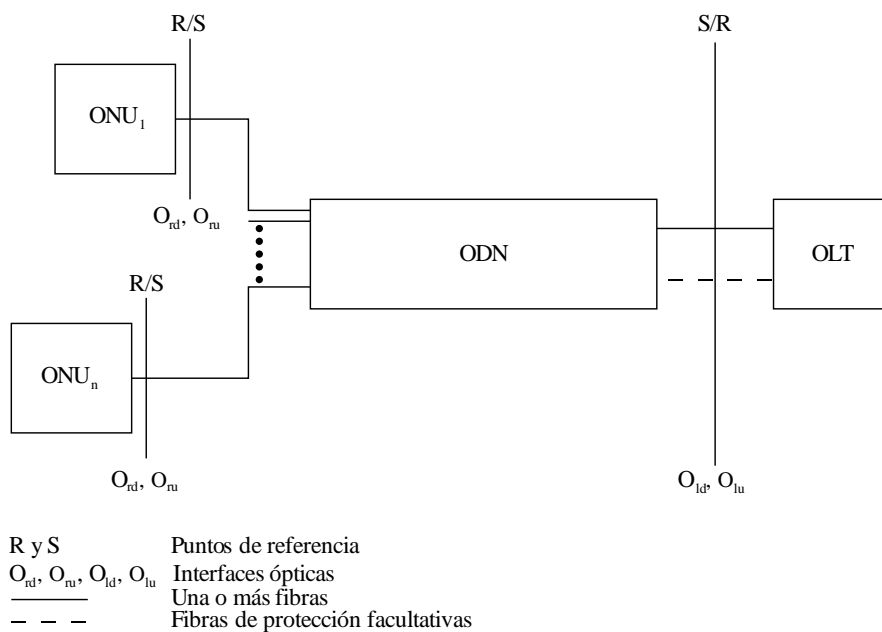 R/S
S/R
ONU1
Ord, Oru
ODN
OLT
R/S
ONUn
Ord, Oru
Old, Olu
R y S Puntos de referencia
Ord, Oru, Old, Olu Interfaces ópticas
Una o más fibras
Fibras de protección facultativas